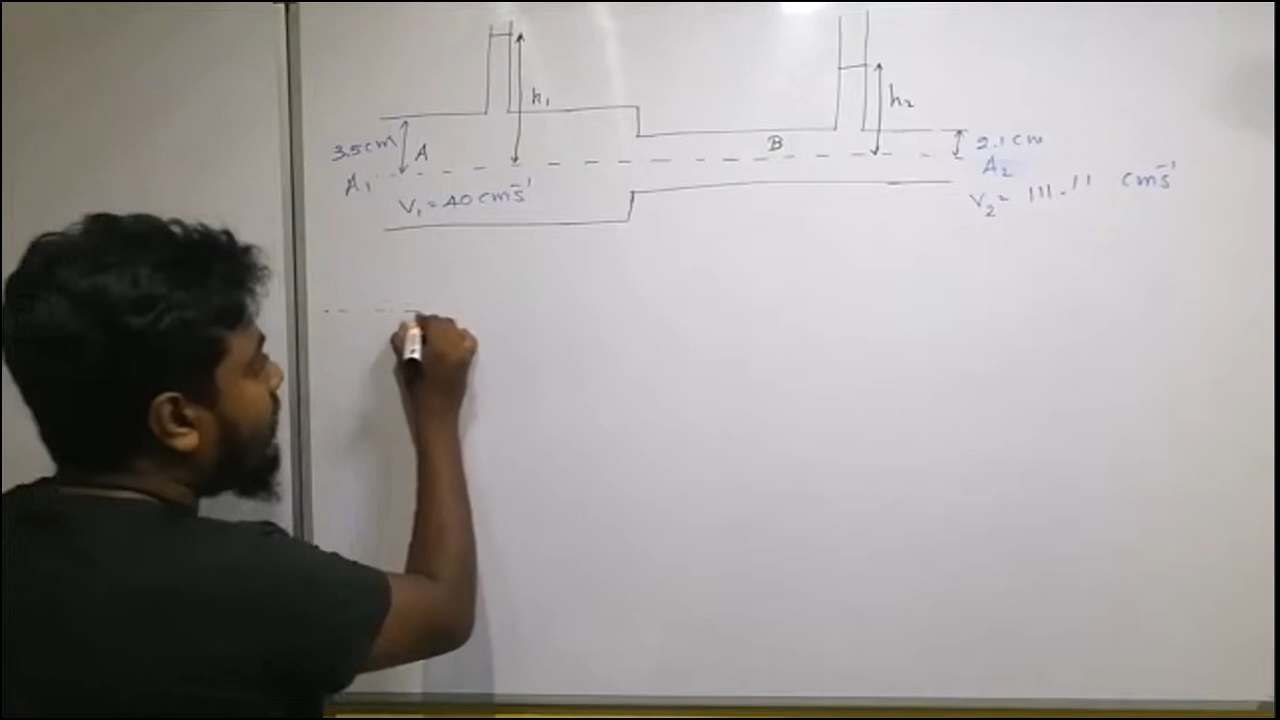 h₁
h₂
3.5cm
A
B
2.1 cm
A₁
A₂
V₁ = 40 cms⁻¹
V₂ = 111.11 cms⁻¹